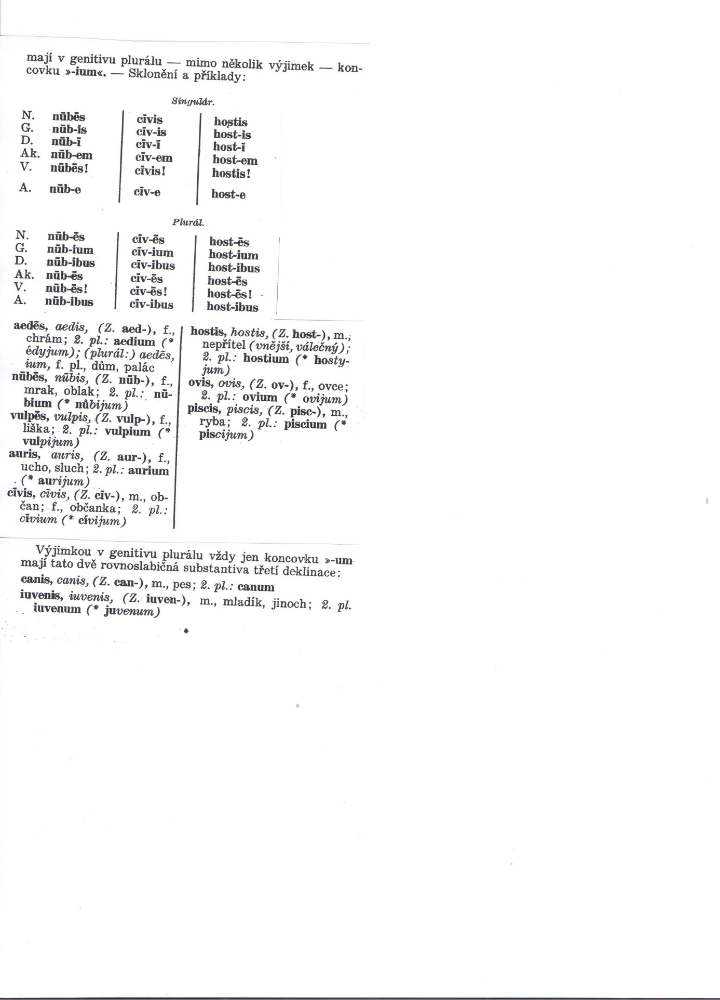 mají v genitivu plurálu — mimo několik výjimek — kon-
covku »-ium«. — Sklonění a příklady:
Singulár.
N. nūbēs cīvis hostis
G. nūb-is cīv-is host-is
D. nūb-ī cīv-ī host-ī
Ak. nūb-em cīv-em host-em
V. nūbēs! cīvis! hostis!
A. nūb-e cīv-e host-e
Plurál.
N. nūb-ēs cīv-ēs host-ēs
G. nūb-ium cīv-ium host-ium
D. nūb-ibus cīv-ibus host-ibus
Ak. nūb-ēs cīv-ēs host-ēs
V. nūb-ēs! cīv-ēs! host-ēs!
A. nūb-ibus cīv-ibus host-ibus
aedēs, aedis, (Z. aed-), f.,
chrám; 2. pl.: aedium (*
édyjum); (plurál:) aedēs,
ium, f. pl., dům, palác
nūbēs, nūbis, (Z. nūb-), f.,
mrak, oblak; 2. pl.: nū-
bium (* nůbijum)
vulpēs, vulpis, (Z. vulp-), f.,
liška; 2. pl.: vulpium (*
vulpijum)
auris, auris, (Z. aur-), f.,
ucho, sluch; 2. pl.: aurium
(* aurijum)
cīvis, cīvis, (Z. cīv-), m., ob-
čan; f., občanka; 2. pl.:
cīvium (* cívijum)
hostis, hostis, (Z. host-), m.,
nepřítel (vnější, válečný);
2. pl.: hostium (* hosty-
jum)
ovis, ovis, (Z. ov-), f., ovce;
2. pl.: ovium (* ovijum)
piscis, piscis, (Z. pisc-), m.,
ryba; 2. pl.: piscium (*
piscijum)
Výjimkou v genitivu plurálu vždy jen koncovku »-um
mají tato dvě rovnoslabičná substantiva třetí deklinace:
canis, canis, (Z. can-), m., pes; 2. pl.: canum
iuvenis, iuvenis, (Z. iuven-), m., mladík, jinoch; 2. pl.
iuvenum (* juvenum)
*